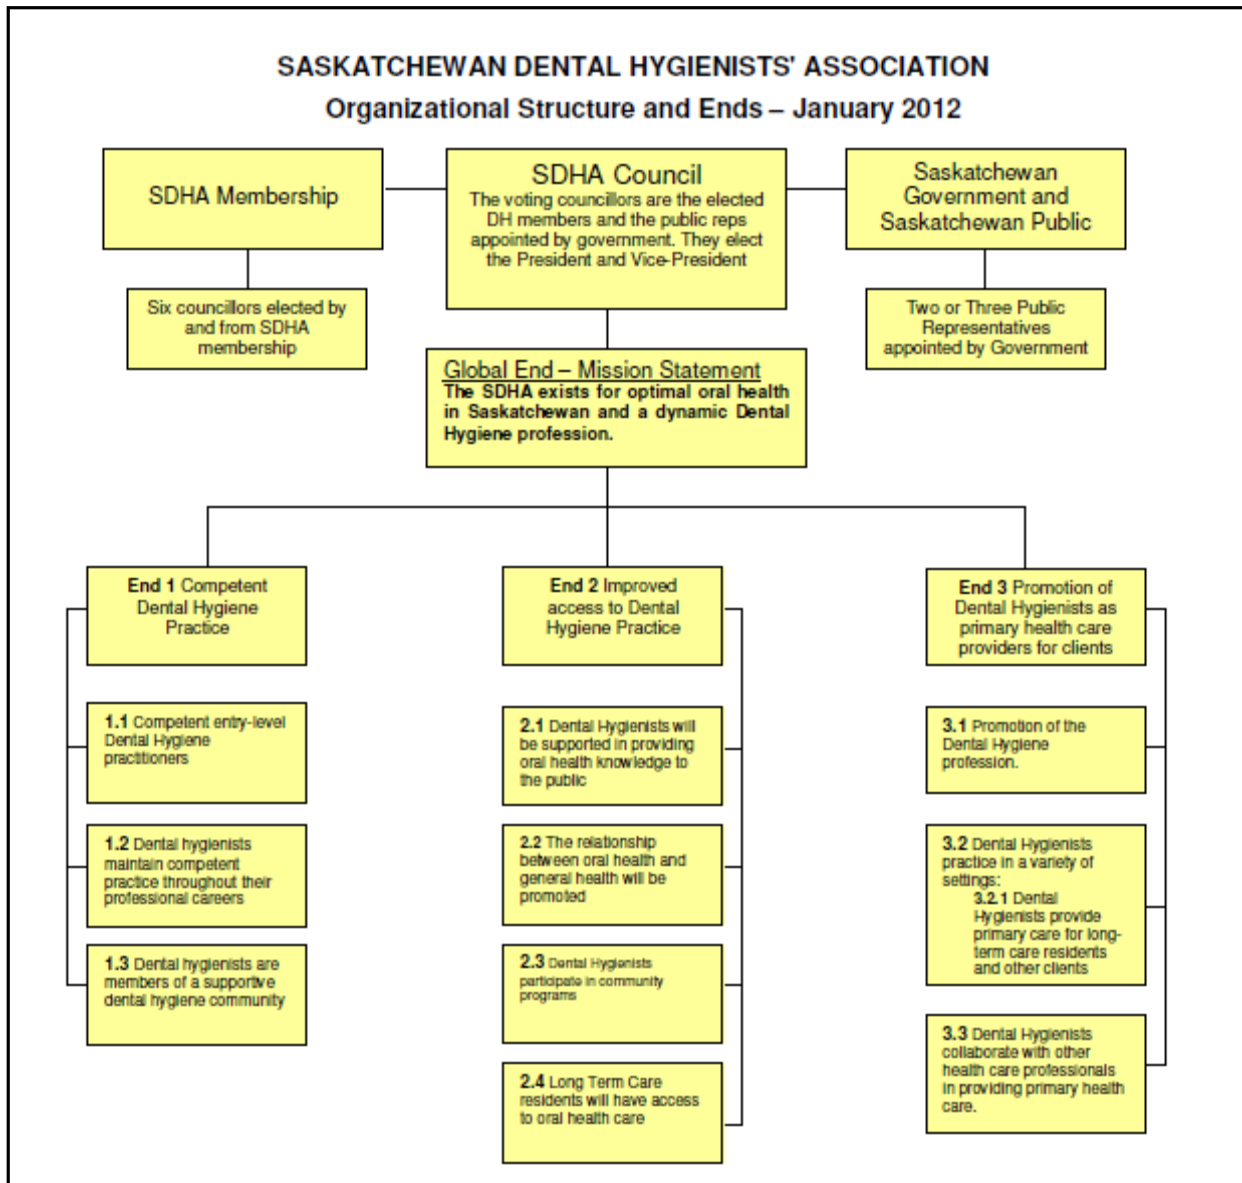 SASKATCHEWAN DENTAL HYGIENISTS' ASSOCIATION
Organizational Structure and Ends – January 2012
SDHA Membership
SDHA Council
The voting councillors are the elected
DH members and the public reps
appointed by government. They elect
the President and Vice-President
Saskatchewan
Government and
Saskatchewan Public
Six councillors elected by
and from SDHA
membership
Two or Three Public
Representatives
appointed by Government
Global End – Mission Statement
The SDHA exists for optimal oral health
in Saskatchewan and a dynamic Dental
Hygiene profession.
End 1 Competent
Dental Hygiene
Practice
1.1 Competent entry-level
Dental Hygiene
practitioners
1.2 Dental hygienists
maintain competent
practice throughout their
professional careers
1.3 Dental hygienists are
members of a supportive
dental hygiene community
End 2 Improved
access to Dental
Hygiene Practice
2.1 Dental Hygienists will
be supported in providing
oral health knowledge to
the public
2.2 The relationship
between oral health and
general health will be
promoted
2.3 Dental Hygienists
participate in community
programs
2.4 Long Term Care
residents will have access
to oral health care
End 3 Promotion of
Dental Hygienists as
primary health care
providers for clients
3.1 Promotion of the
Dental Hygiene
profession.
3.2 Dental Hygienists
practice in a variety of
settings:
3.2.1 Dental
Hygienists provide
primary care for long-
term care residents
and other clients
3.3 Dental Hygienists
collaborate with other
health care professionals
in providing primary health
care.